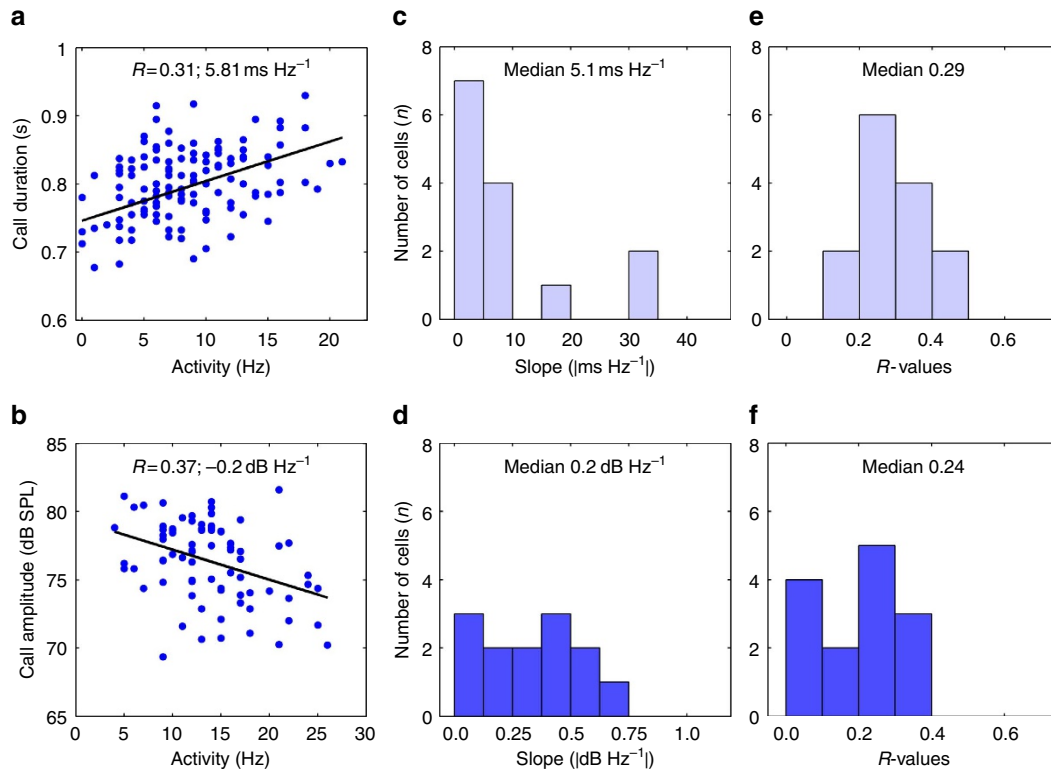 a
R=0.31; 5.81 ms Hz⁻¹
1
0.9
0.8
0.7
0.6
Call duration (s)
0 5 10 15 20
Activity (Hz)
c
Median 5.1 ms Hz⁻¹
8
6
4
2
0
Number of cells (n)
0 10 20 30 40
Slope (|ms Hz⁻¹|)
e
Median 0.29
8
6
4
2
0
0 0.2 0.4 0.6
R-values
b
R=0.37; –0.2 dB Hz⁻¹
85
80
75
70
65
Call amplitude (dB SPL)
0 5 10 15 20 25 30
Activity (Hz)
d
Median 0.2 dB Hz⁻¹
8
6
4
2
0
Number of cells (n)
0.0 0.25 0.5 0.75 1.0
Slope (|dB Hz⁻¹|)
f
Median 0.24
8
6
4
2
0
0.0 0.2 0.4 0.6
R-values